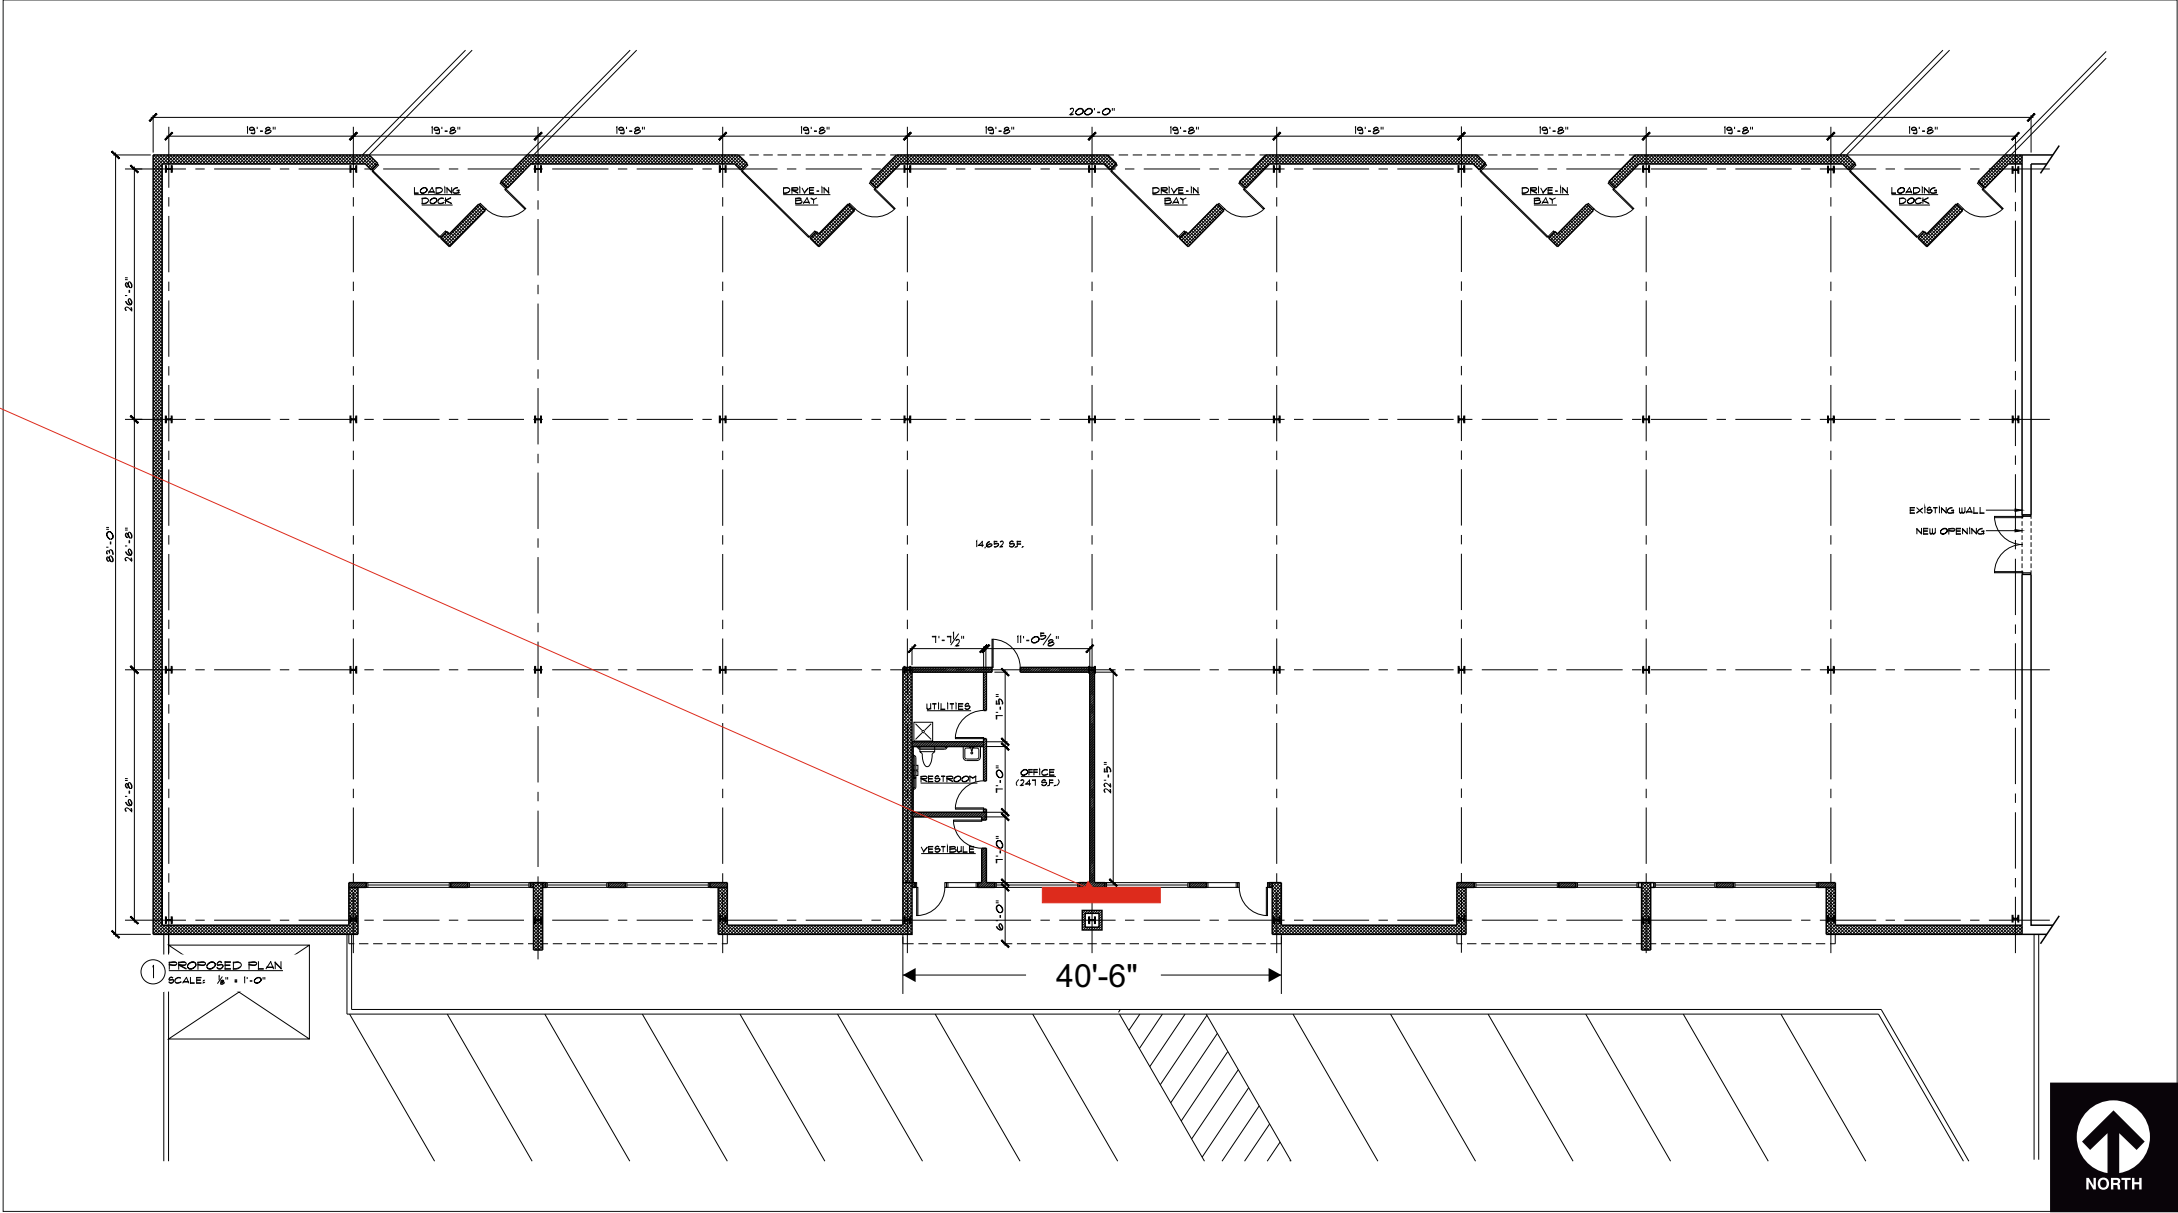 200'-0"
19'-8" 19'-8" 19'-8" 19'-8" 19'-8" 19'-8" 19'-8" 19'-8" 19'-8" 19'-8"
LOADING
DOCK
DRIVE-IN
BAY
DRIVE-IN
BAY
DRIVE-IN
BAY
LOADING
DOCK
26'-8"
83'-0"
26'-8"
26'-8"
EXISTING WALL
NEW OPENING
14,652 S.F.
7'-7½" 11'-0⅝"
UTILITIES
7'-5"
RESTROOM
7'-0"
OFFICE
(247 S.F.)
22'-5"
VESTIBULE
7'-0"
6'-0"
40'-6"
1 PROPOSED PLAN
SCALE: ⅛" = 1'-0"
NORTH